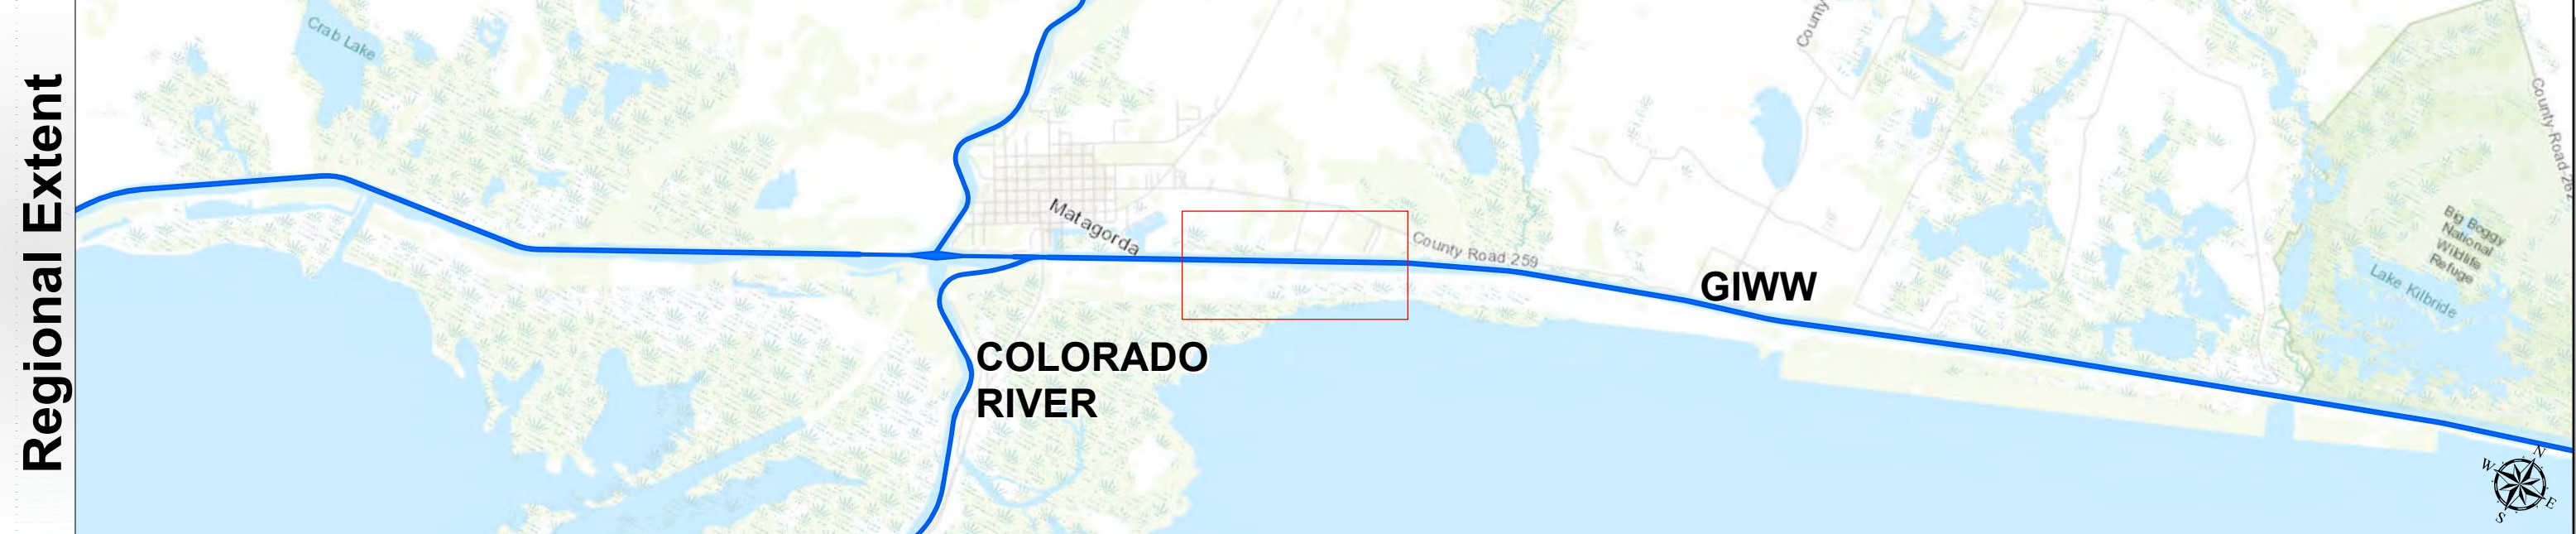 Regional Extent
Crab Lake
Matagorda
County Road 259
GIWW
COLORADO
RIVER
County
County Road 262
Big Boggy
National
Wildlife
Refuge
Lake Kilbride
N
W
E
S